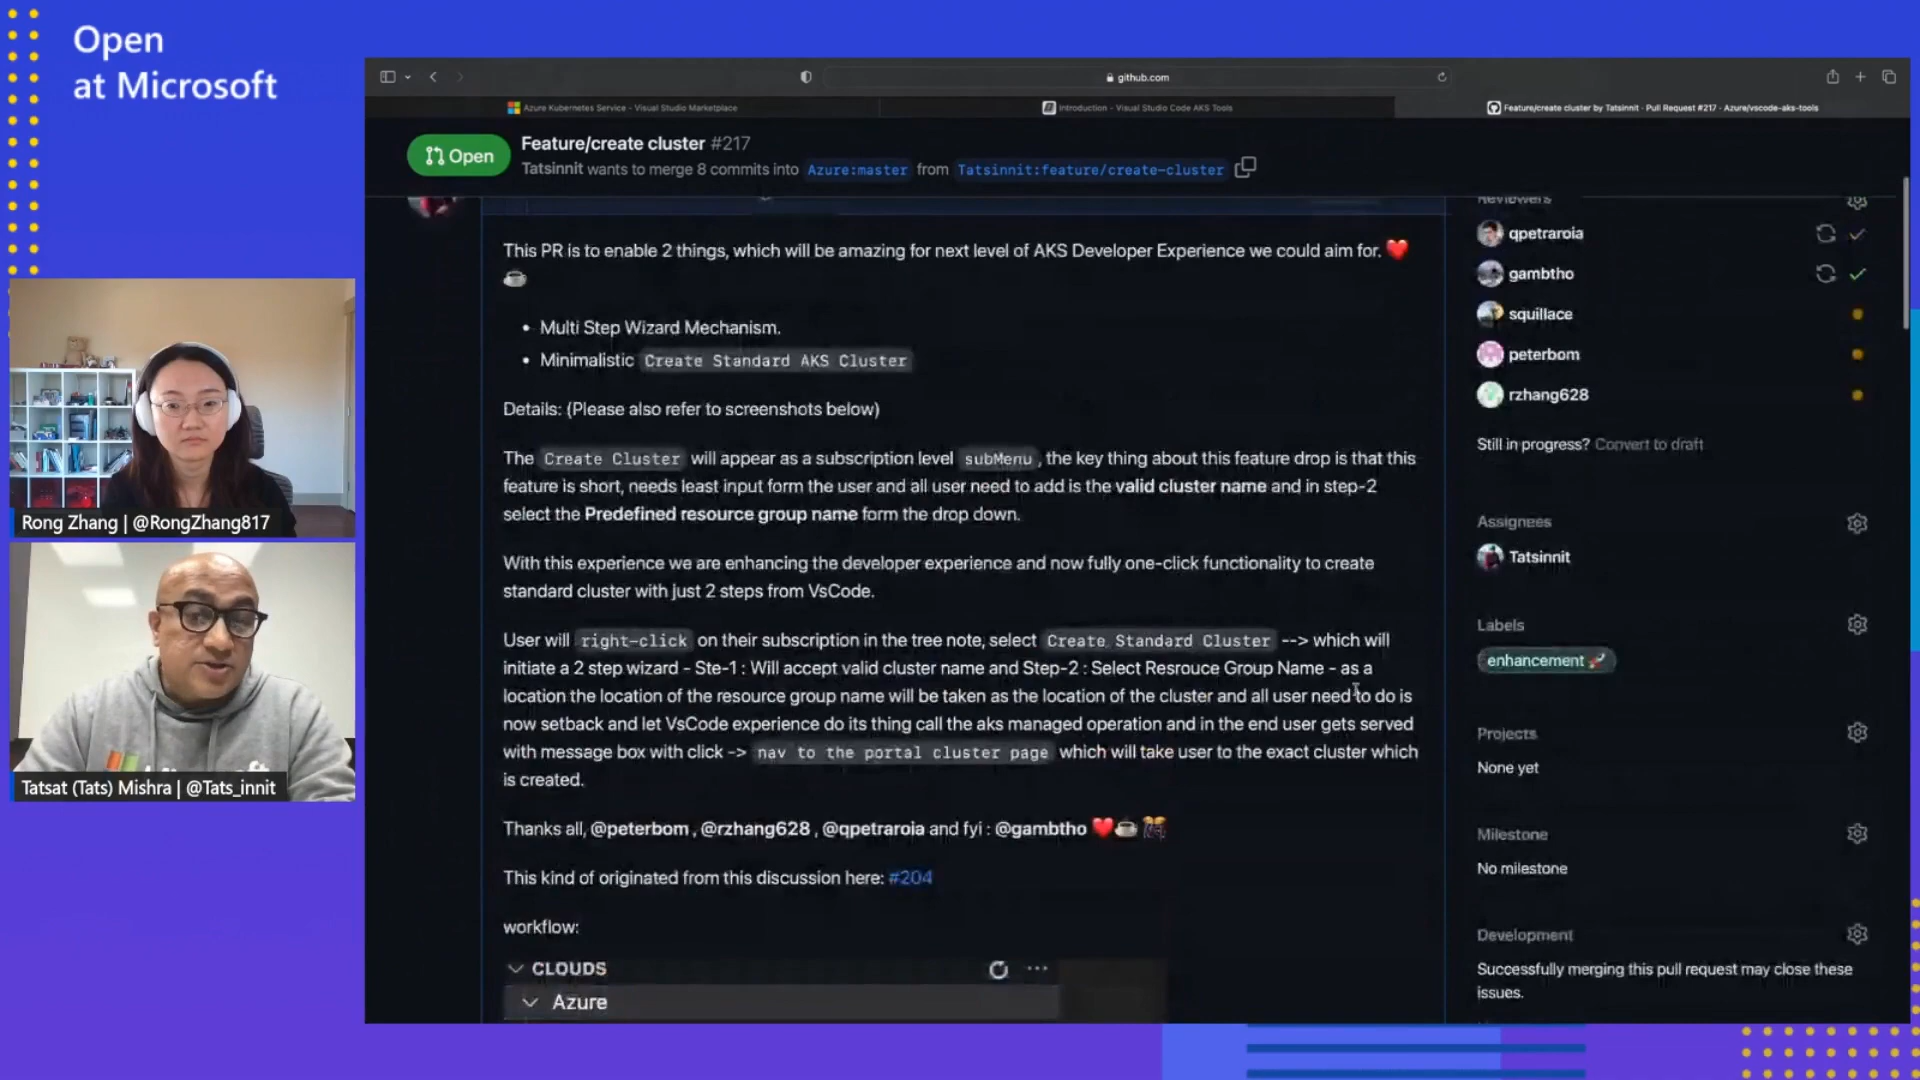 Open
at Microsoft
github.com
Azure Kubernetes Service - Visual Studio Marketplace
Introduction - Visual Studio Code AKS Tools
Feature/create cluster by Tatsinnit · Pull Request #217 · Azure/vscode-aks-tools
Open
Feature/create cluster #217
Tatsinnit wants to merge 8 commits into Azure:master from Tatsinnit:feature/create-cluster
This PR is to enable 2 things, which will be amazing for next level of AKS Developer Experience we could aim for. ❤️
☕
• Multi Step Wizard Mechanism.
• Minimalistic Create Standard AKS Cluster
Details: (Please also refer to screenshots below)
The Create Cluster will appear as a subscription level subMenu, the key thing about this feature drop is that this
feature is short, needs least input form the user and all user need to add is the valid cluster name and in step-2
select the Predefined resource group name form the drop down.
With this experience we are enhancing the developer experience and now fully one-click functionality to create
standard cluster with just 2 steps from VsCode.
User will right-click on their subscription in the tree note, select Create Standard Cluster --> which will
initiate a 2 step wizard - Ste-1 : Will accept valid cluster name and Step-2 : Select Resrouce Group Name - as a
location the location of the resource group name will be taken as the location of the cluster and all user need to do is
now setback and let VsCode experience do its thing call the aks managed operation and in the end user gets served
with message box with click -> nav to the portal cluster page which will take user to the exact cluster which
is created.
Thanks all, @peterbom , @rzhang628 , @qpetraroia and fyi : @gambtho ❤️☕
This kind of originated from this discussion here: #204
workflow:
CLOUDS
Azure
Reviewers
qpetraroia
gambtho
squillace
peterbom
rzhang628
Still in progress? Convert to draft
Assignees
Tatsinnit
Labels
enhancement 🚀
Projects
None yet
Milestone
No milestone
Development
Successfully merging this pull request may close these
issues.
Rong Zhang | @RongZhang817
Tatsat (Tats) Mishra | @Tats_innit